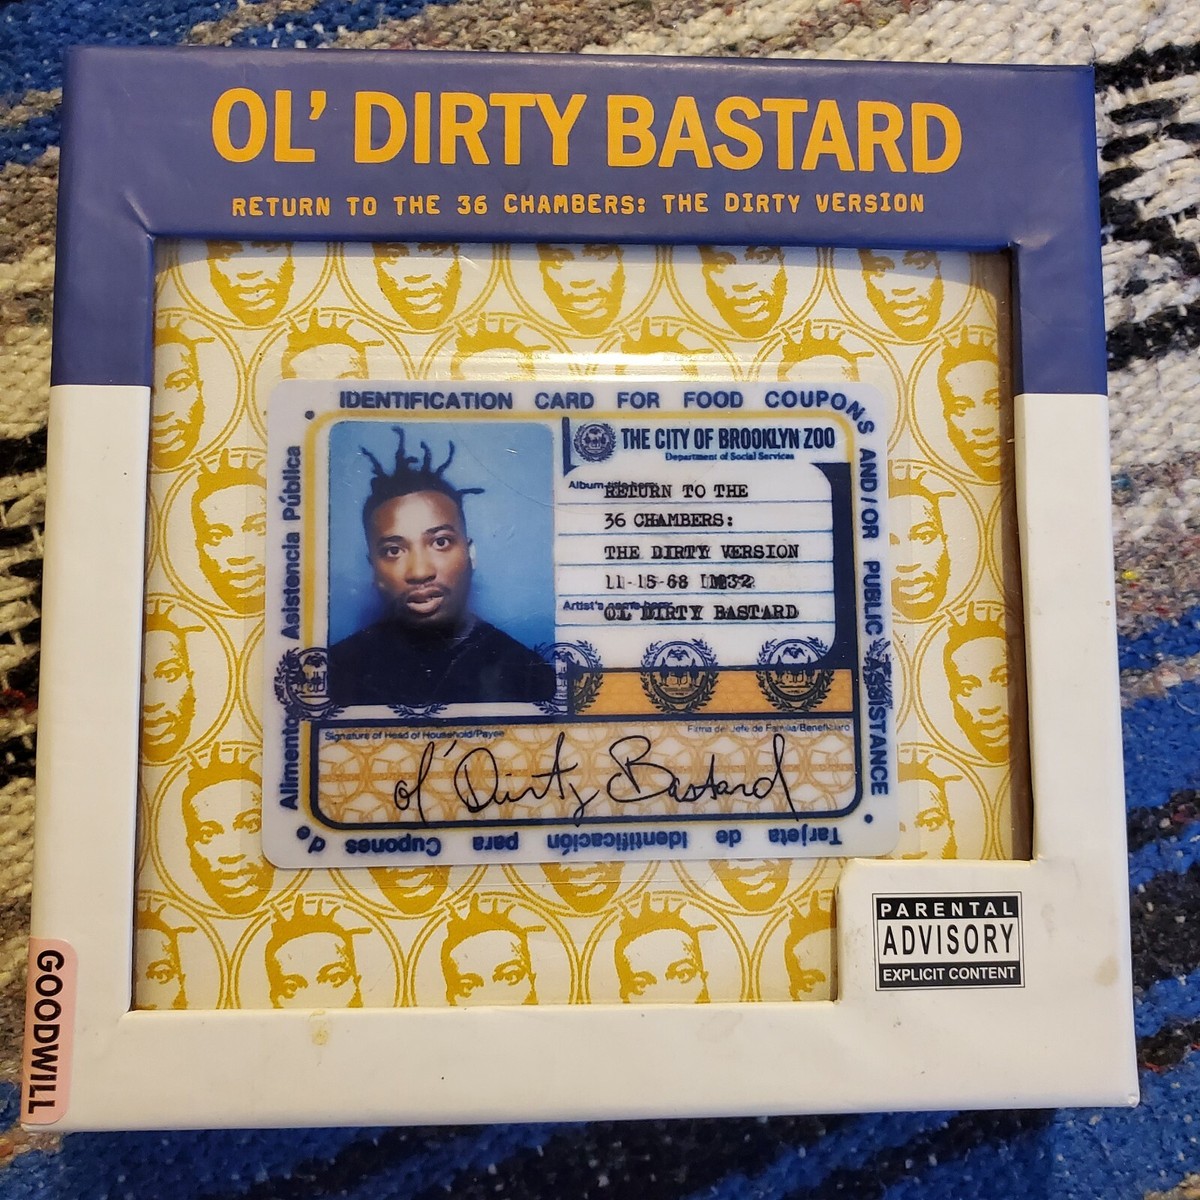 OL' DIRTY BASTARD
RETURN TO THE 36 CHAMBERS: THE DIRTY VERSION
IDENTIFICATION CARD FOR FOOD COUPONS
AND/OR PUBLIC ASSISTANCE
THE CITY OF BROOKLYN ZOO
Department of Social Services
Album
RETURN TO THE
36 CHAMBERS:
THE DIRTY VERSION
11-15-68
Artist's name here
OL DIRTY BASTARD
Signature of Head of Household/Payee
Firma del Jefe de Familia/Beneficiario
ol' Dirty Bastard
Tarjeta de Identificación para Cupones de
Alimentos Asistencia Pública
PARENTAL
ADVISORY
EXPLICIT CONTENT
GOODWILL